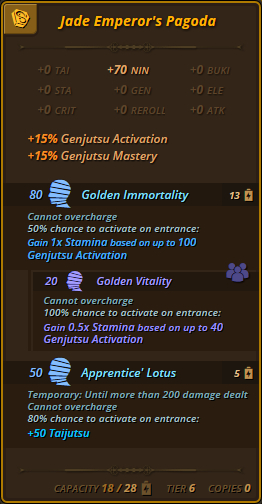 Jade Emperor's Pagoda
+0 TAI +70 NIN +0 BUKI
+0 STA +0 GEN +0 ELE
+0 CRIT +0 REROLL +0 ATK
+15% Genjutsu Activation
+15% Genjutsu Mastery
80 Golden Immortality 13
Cannot overcharge
50% chance to activate on entrance:
Gain 1x Stamina based on up to 100
Genjutsu Activation
20 Golden Vitality
Cannot overcharge
100% chance to activate on entrance:
Gain 0.5x Stamina based on up to 40
Genjutsu Activation
50 Apprentice' Lotus 5
Temporary: Until more than 200 damage dealt
Cannot overcharge
80% chance to activate on entrance:
+50 Taijutsu
CAPACITY 18 / 28 TIER 6 COPIES 0